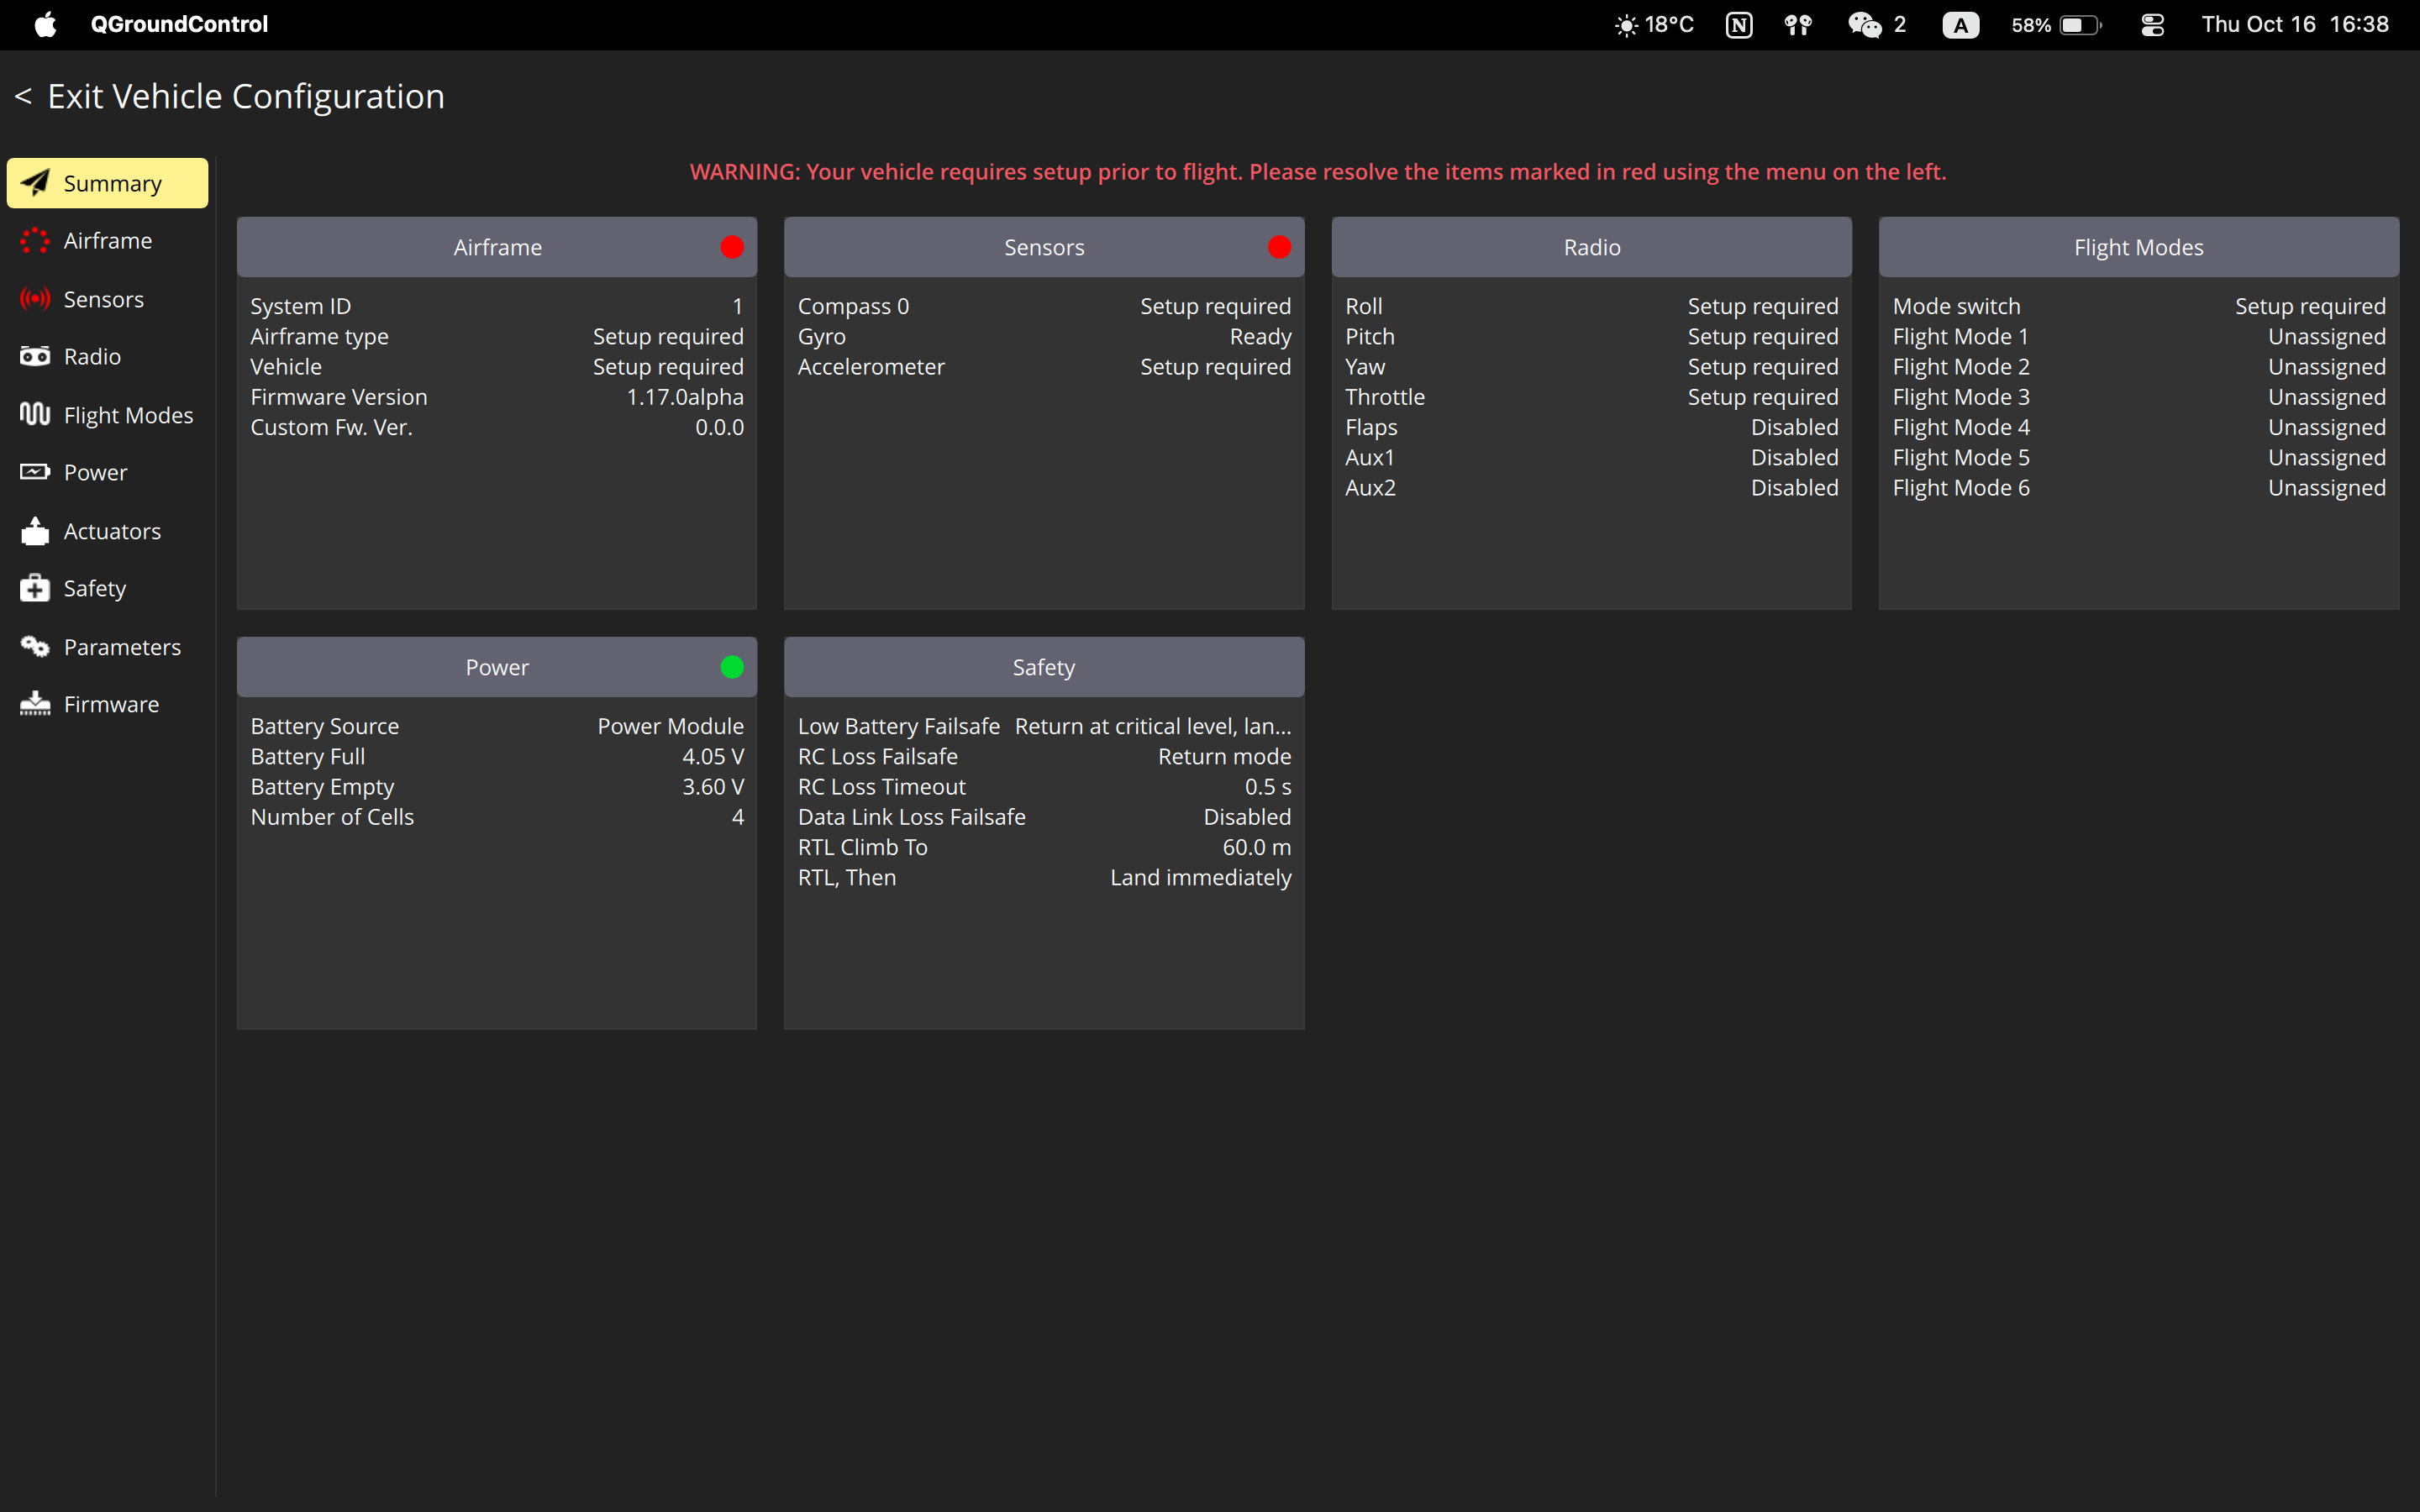 QGroundControl
18°C
N
2
A
58%
Thu Oct 16 16:38
< Exit Vehicle Configuration
Summary
Airframe
Sensors
Radio
Flight Modes
Power
Actuators
Safety
Parameters
Firmware
WARNING: Your vehicle requires setup prior to flight. Please resolve the items marked in red using the menu on the left.
Airframe
System ID 1
Airframe type Setup required
Vehicle Setup required
Firmware Version 1.17.0alpha
Custom Fw. Ver. 0.0.0
Sensors
Compass 0 Setup required
Gyro Ready
Accelerometer Setup required
Radio
Roll Setup required
Pitch Setup required
Yaw Setup required
Throttle Setup required
Flaps Disabled
Aux1 Disabled
Aux2 Disabled
Flight Modes
Mode switch Setup required
Flight Mode 1 Unassigned
Flight Mode 2 Unassigned
Flight Mode 3 Unassigned
Flight Mode 4 Unassigned
Flight Mode 5 Unassigned
Flight Mode 6 Unassigned
Power
Battery Source Power Module
Battery Full 4.05 V
Battery Empty 3.60 V
Number of Cells 4
Safety
Low Battery Failsafe Return at critical level, lan...
RC Loss Failsafe Return mode
RC Loss Timeout 0.5 s
Data Link Loss Failsafe Disabled
RTL Climb To 60.0 m
RTL, Then Land immediately